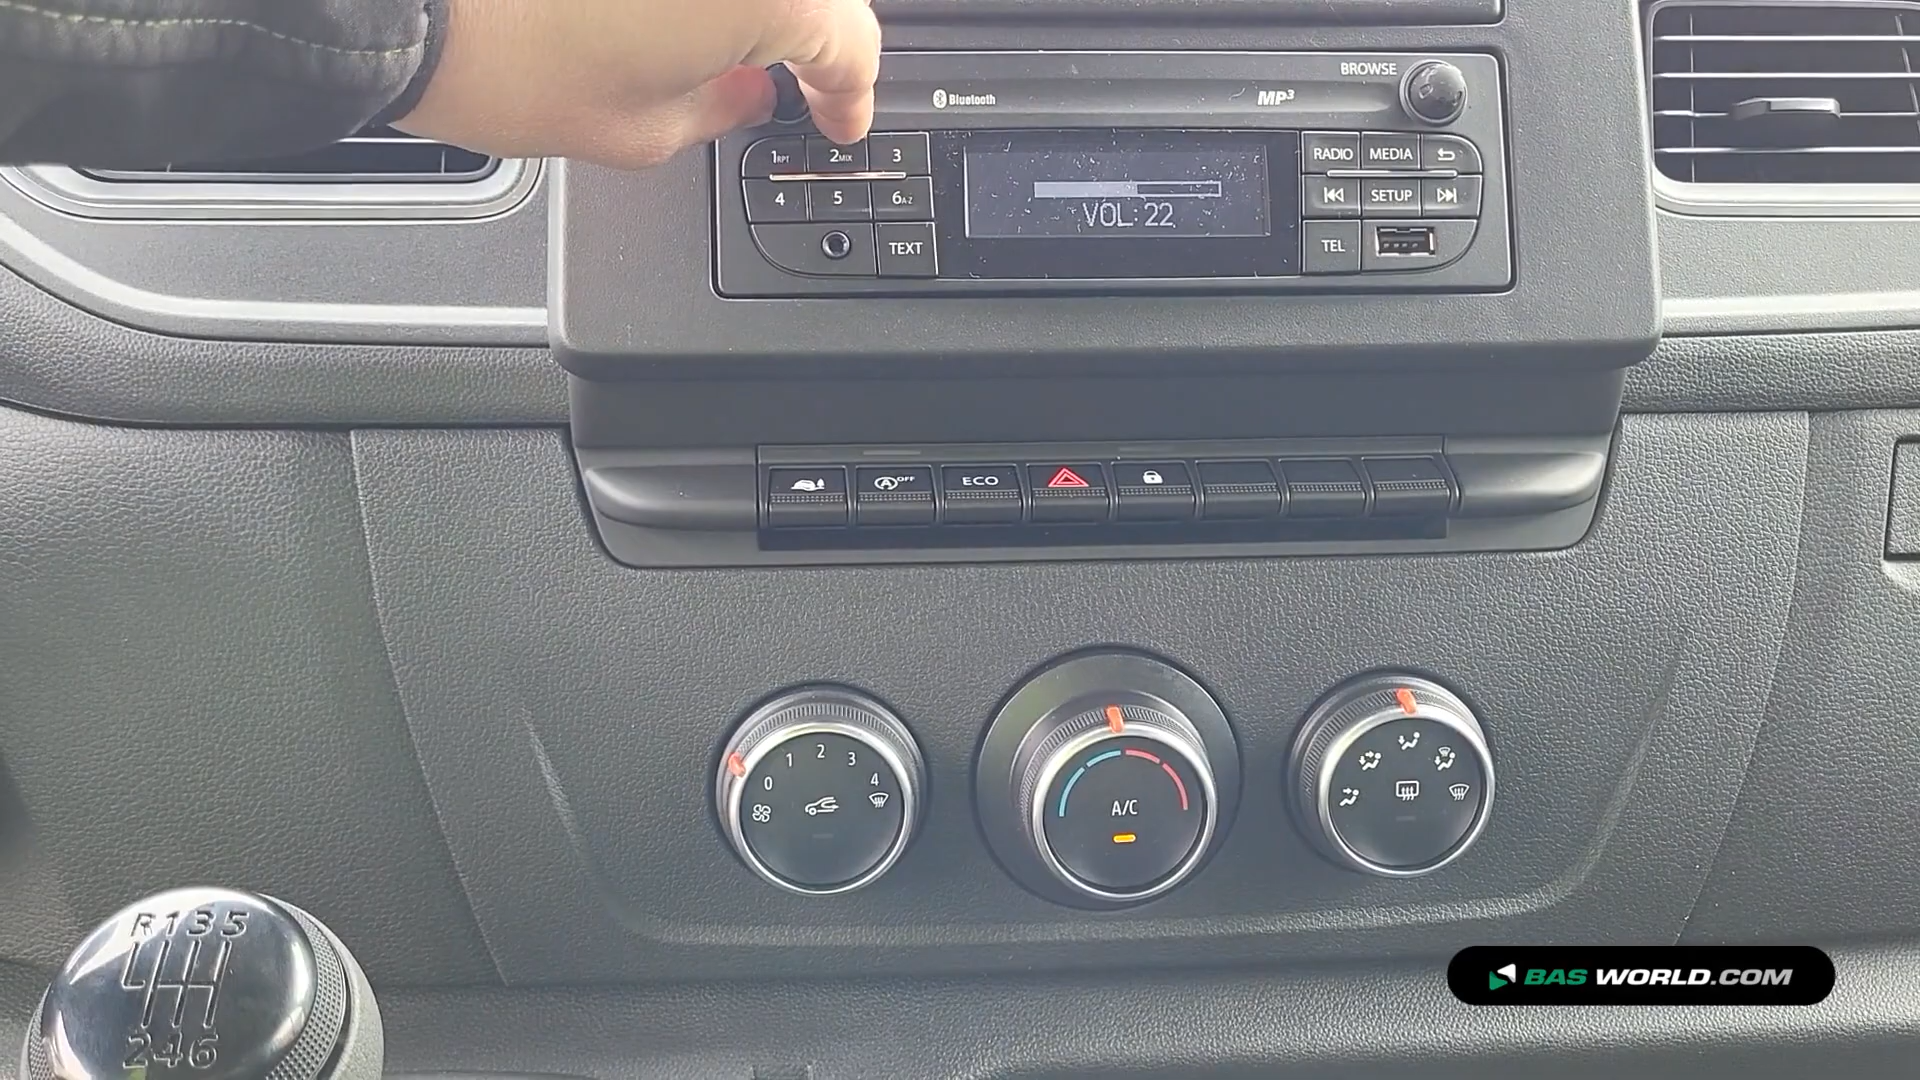 BROWSE
Bluetooth
MP3
1RPT 2MIX 3
RADIO MEDIA
4 5 6A-Z
SETUP
VOL: 22
TEXT
TEL
OFF
ECO
0 1 2 3 4
A/C
R 1 3 5
2 4 6
BAS WORLD.COM